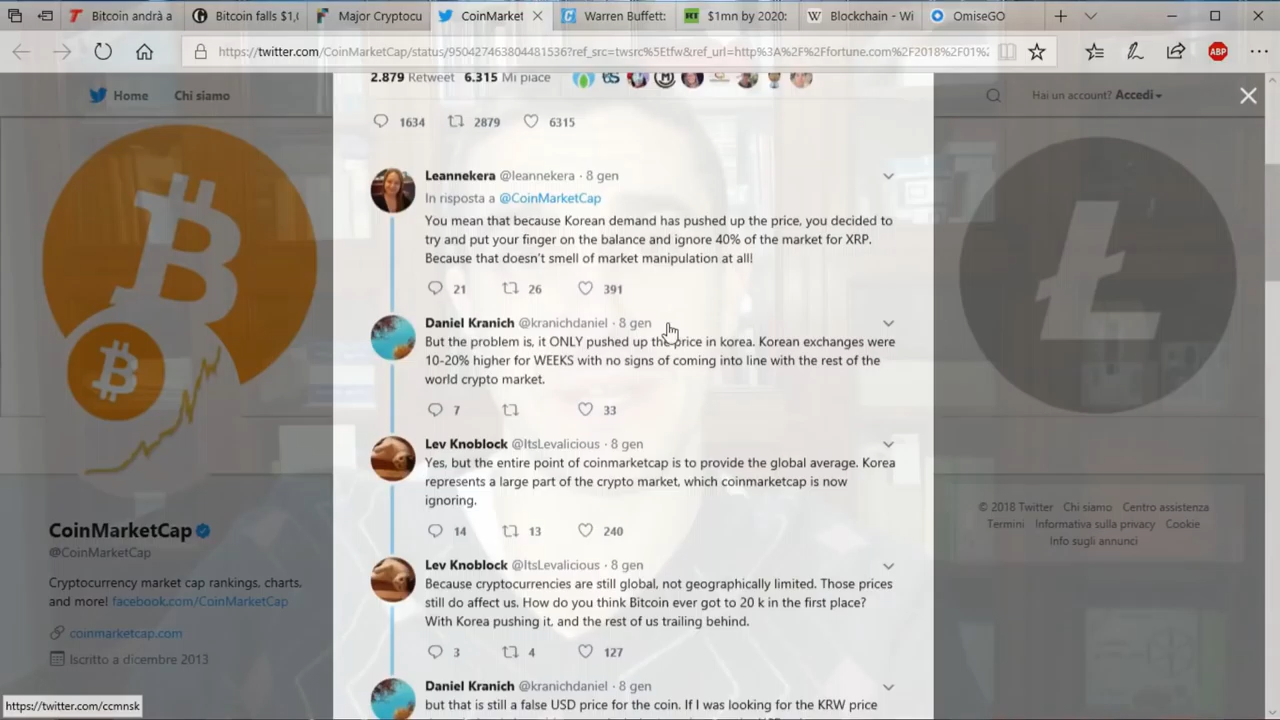 Bitcoin andrà a
Bitcoin falls $1,(
Major Cryptocu
CoinMarket
Warren Buffett:
$1mn by 2020:
Blockchain - Wi
OmiseGO
https://twitter.com/CoinMarketCap/status/950427463804481536?ref_src=twsrc%5Etfw&ref_url=http%3A%2F%2Ffortune.com%2F2018%2F01%2
ABP
2.879 Retweet 6.315 Mi piace
Home
Chi siamo
Hai un account? Accedi
1634 2879 6315
Leannekera @leannekera · 8 gen
In risposta a @CoinMarketCap
You mean that because Korean demand has pushed up the price, you decided to
try and put your finger on the balance and ignore 40% of the market for XRP.
Because that doesn't smell of market manipulation at all!
21 26 391
Daniel Kranich @kranichdaniel · 8 gen
But the problem is, it ONLY pushed up the price in korea. Korean exchanges were
10-20% higher for WEEKS with no signs of coming into line with the rest of the
world crypto market.
7 33
Lev Knoblock @ItsLevalicious · 8 gen
Yes, but the entire point of coinmarketcap is to provide the global average. Korea
represents a large part of the crypto market, which coinmarketcap is now
ignoring.
14 13 240
Lev Knoblock @ItsLevalicious · 8 gen
Because cryptocurrencies are still global, not geographically limited. Those prices
still do affect us. How do you think Bitcoin ever got to 20 k in the first place?
With Korea pushing it, and the rest of us trailing behind.
3 4 127
Daniel Kranich @kranichdaniel · 8 gen
but that is still a false USD price for the coin. If I was looking for the KRW price
CoinMarketCap
@CoinMarketCap
Cryptocurrency market cap rankings, charts,
and more! facebook.com/CoinMarketCap
coinmarketcap.com
Iscritto a dicembre 2013
© 2018 Twitter Chi siamo Centro assistenza
Termini Informativa sulla privacy Cookie
Info sugli annunci
https://twitter.com/ccmnsk